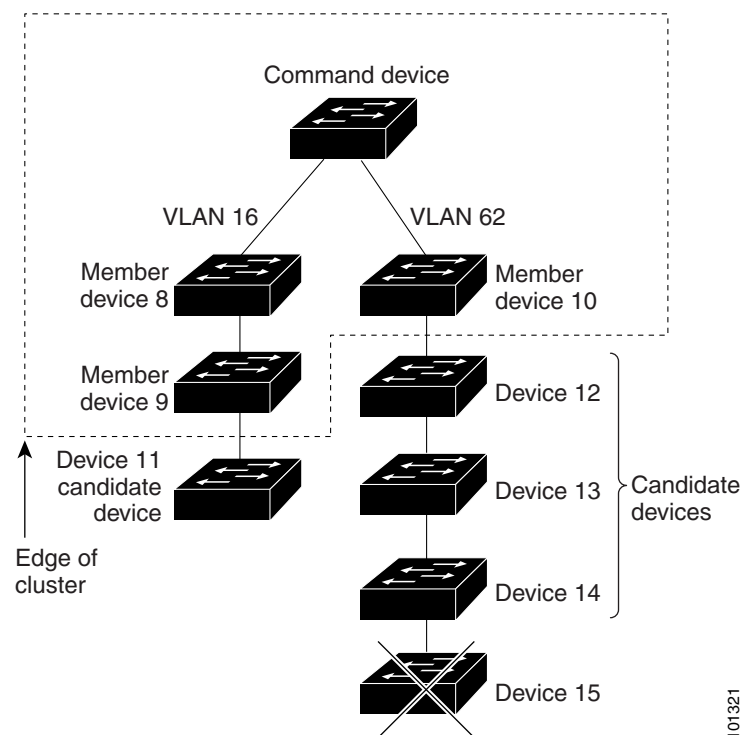 Command device
VLAN 16
VLAN 62
Member
device 8
Member
device 10
Member
device 9
Device 12
Device 11
candidate
device
Device 13
Candidate
devices
Edge of
cluster
Device 14
Device 15
101321